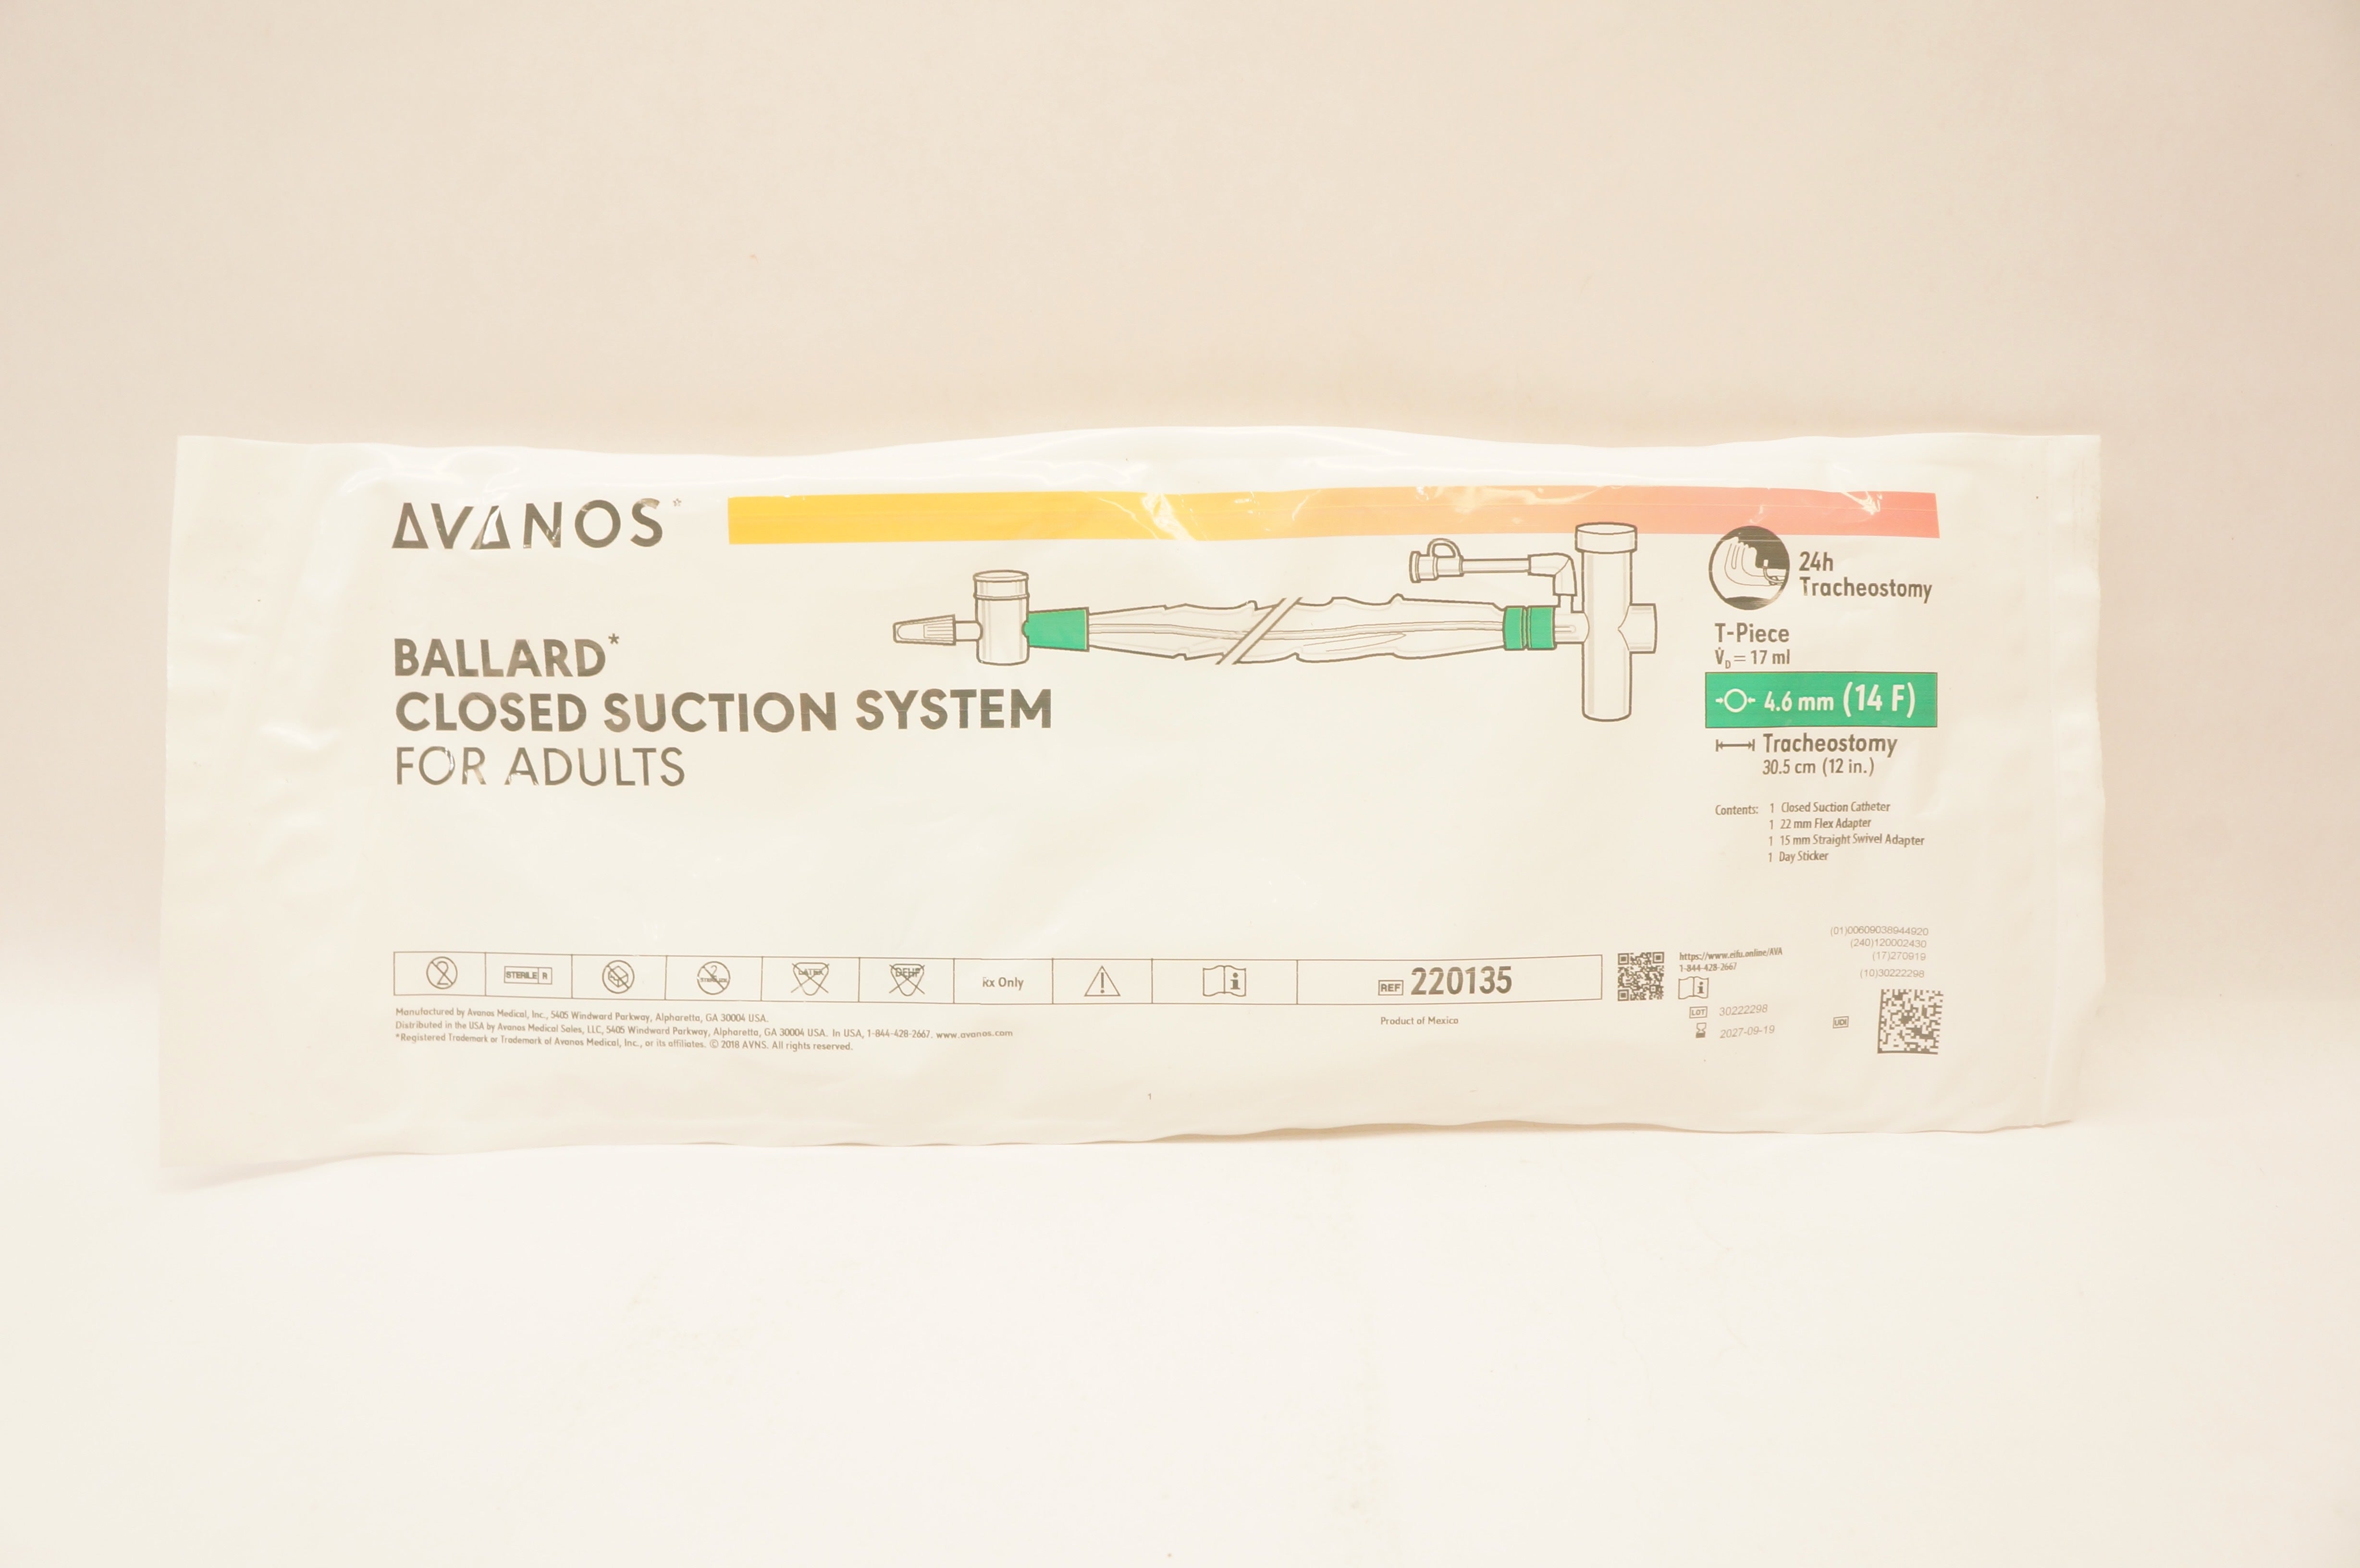 AVANOS*
24h
Tracheostomy
BALLARD*
CLOSED SUCTION SYSTEM
FOR ADULTS
T-Piece
V̇D = 17 ml
4.6 mm (14 F)
Tracheostomy
30.5 cm (12 in.)
Contents: 1 Closed Suction Catheter
1 22 mm Flex Adapter
1 15 mm Straight Swivel Adapter
1 Day Sticker
2
STERILE R
2
STERILIZE
LATEX
DEHP
Rx Only
REF 220135
Product of Mexico
https://www.eifu.online/AVA
1-844-428-2667
LOT 30222298
2027-09-19
(01)00609038944920
(240)120002430
(17)270919
(10)30222298
UDI
Manufactured by Avanos Medical, Inc., 5405 Windward Parkway, Alpharetta, GA 30004 USA.
Distributed in the USA by Avanos Medical Sales, LLC, 5405 Windward Parkway, Alpharetta, GA 30004 USA. In USA, 1-844-428-2667. www.avanos.com
*Registered Trademark or Trademark of Avanos Medical, Inc., or its affiliates. © 2018 AVNS. All rights reserved.
1